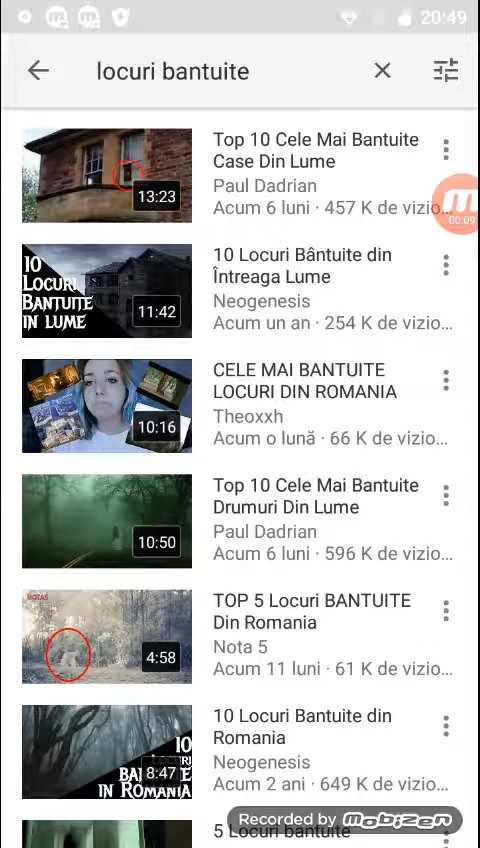 20:49
locuri bantuite
13:23
Top 10 Cele Mai Bantuite
Case Din Lume
Paul Dadrian
Acum 6 luni · 457 K de vizio...
00:09
10
LOCURI
BANTUITE
IN LUME
11:42
10 Locuri Bântuite din
Întreaga Lume
Neogenesis
Acum un an · 254 K de vizio...
10:16
CELE MAI BANTUITE
LOCURI DIN ROMANIA
Theoxxh
Acum o lună · 66 K de vizio...
10:50
Top 10 Cele Mai Bantuite
Drumuri Din Lume
Paul Dadrian
Acum 6 luni · 596 K de vizio...
NOTA5
4:58
TOP 5 Locuri BANTUITE
Din Romania
Nota 5
Acum 11 luni · 61 K de vizio...
10
8:47
IN ROMANIA
10 Locuri Bantuite din
Romania
Neogenesis
Acum 2 ani · 649 K de vizio...
5 Locuri bantuite
Recorded by mobizen